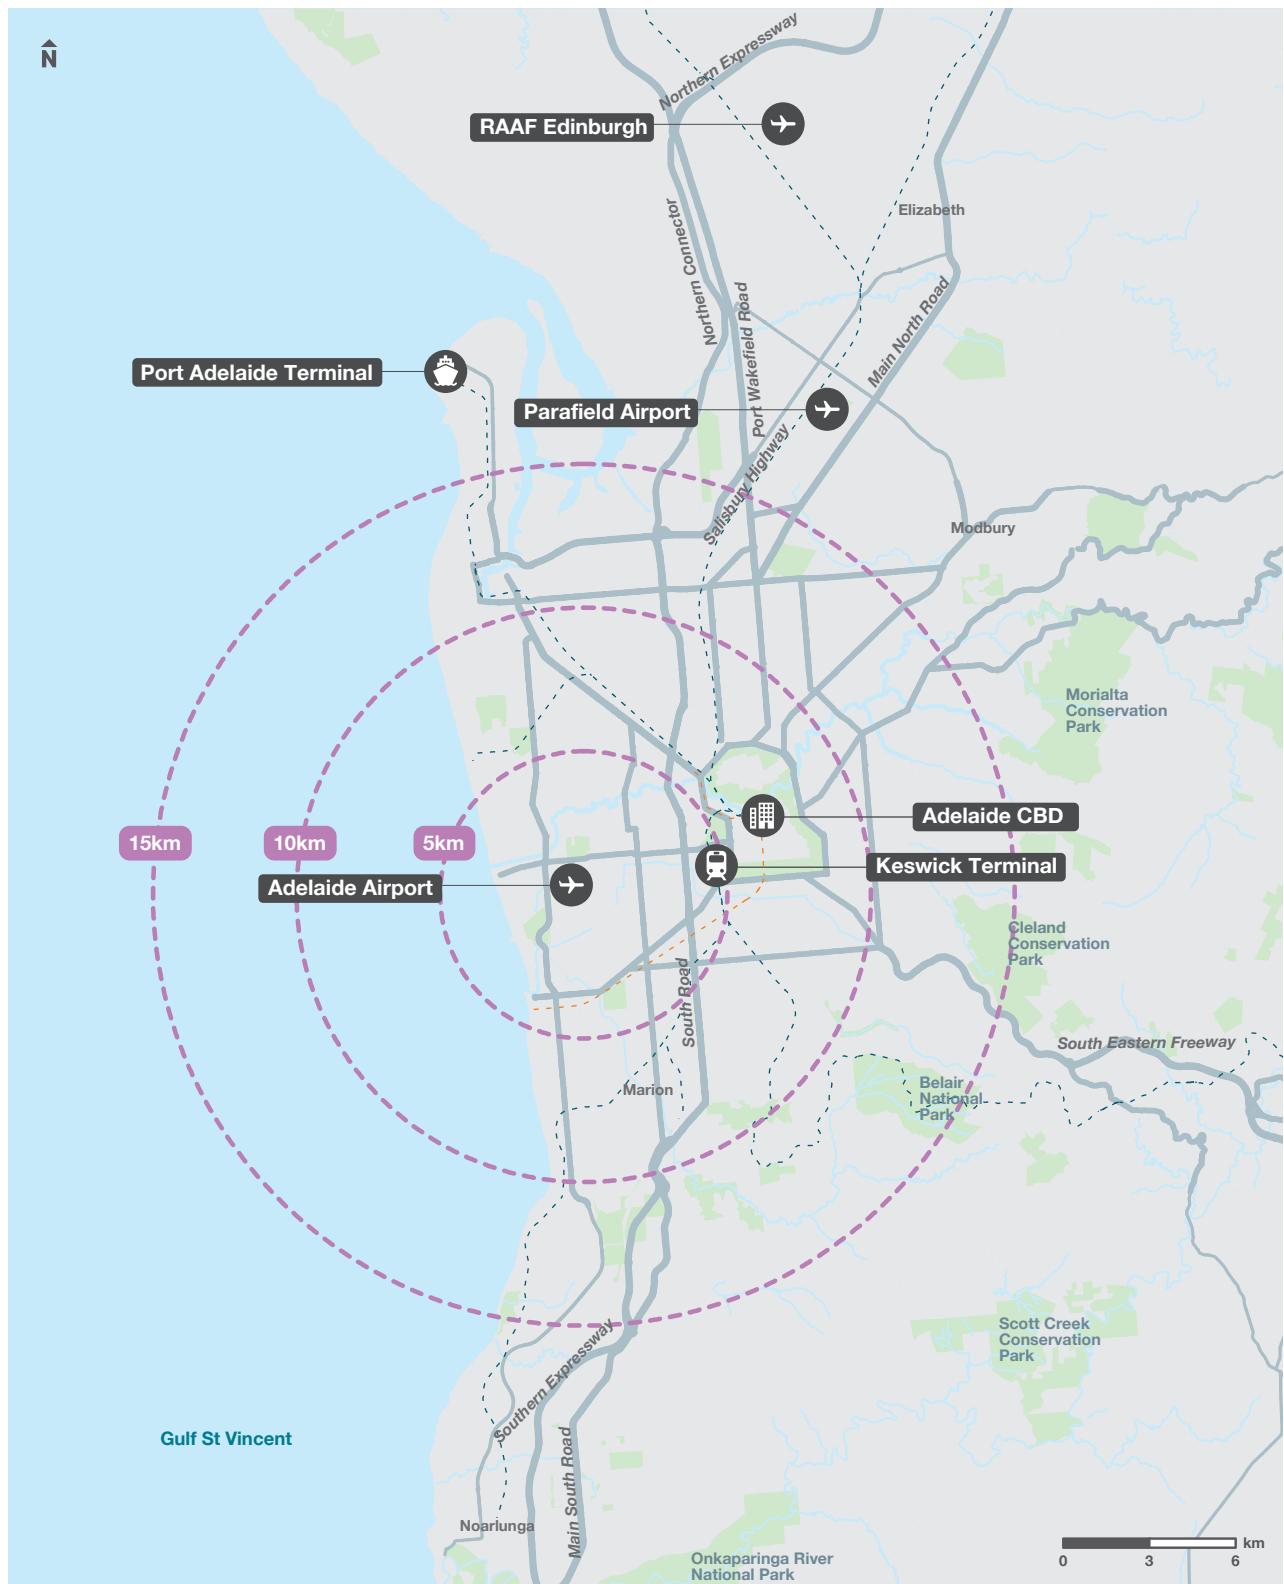 N
Northern Expressway
RAAF Edinburgh
Elizabeth
Northern Connector
Port Wakefield Road
Main North Road
Port Adelaide Terminal
Parafield Airport
Salisbury Highway
Modbury
Morialta
Conservation
Park
Adelaide CBD
15km
10km
5km
Keswick Terminal
Adelaide Airport
Cleland
Conservation
Park
South Road
South Eastern Freeway
Marion
Belair
National
Park
Scott Creek
Conservation
Park
Southern Expressway
Gulf St Vincent
Main South Road
Noarlunga
Onkaparinga River
National Park
km
0 3 6